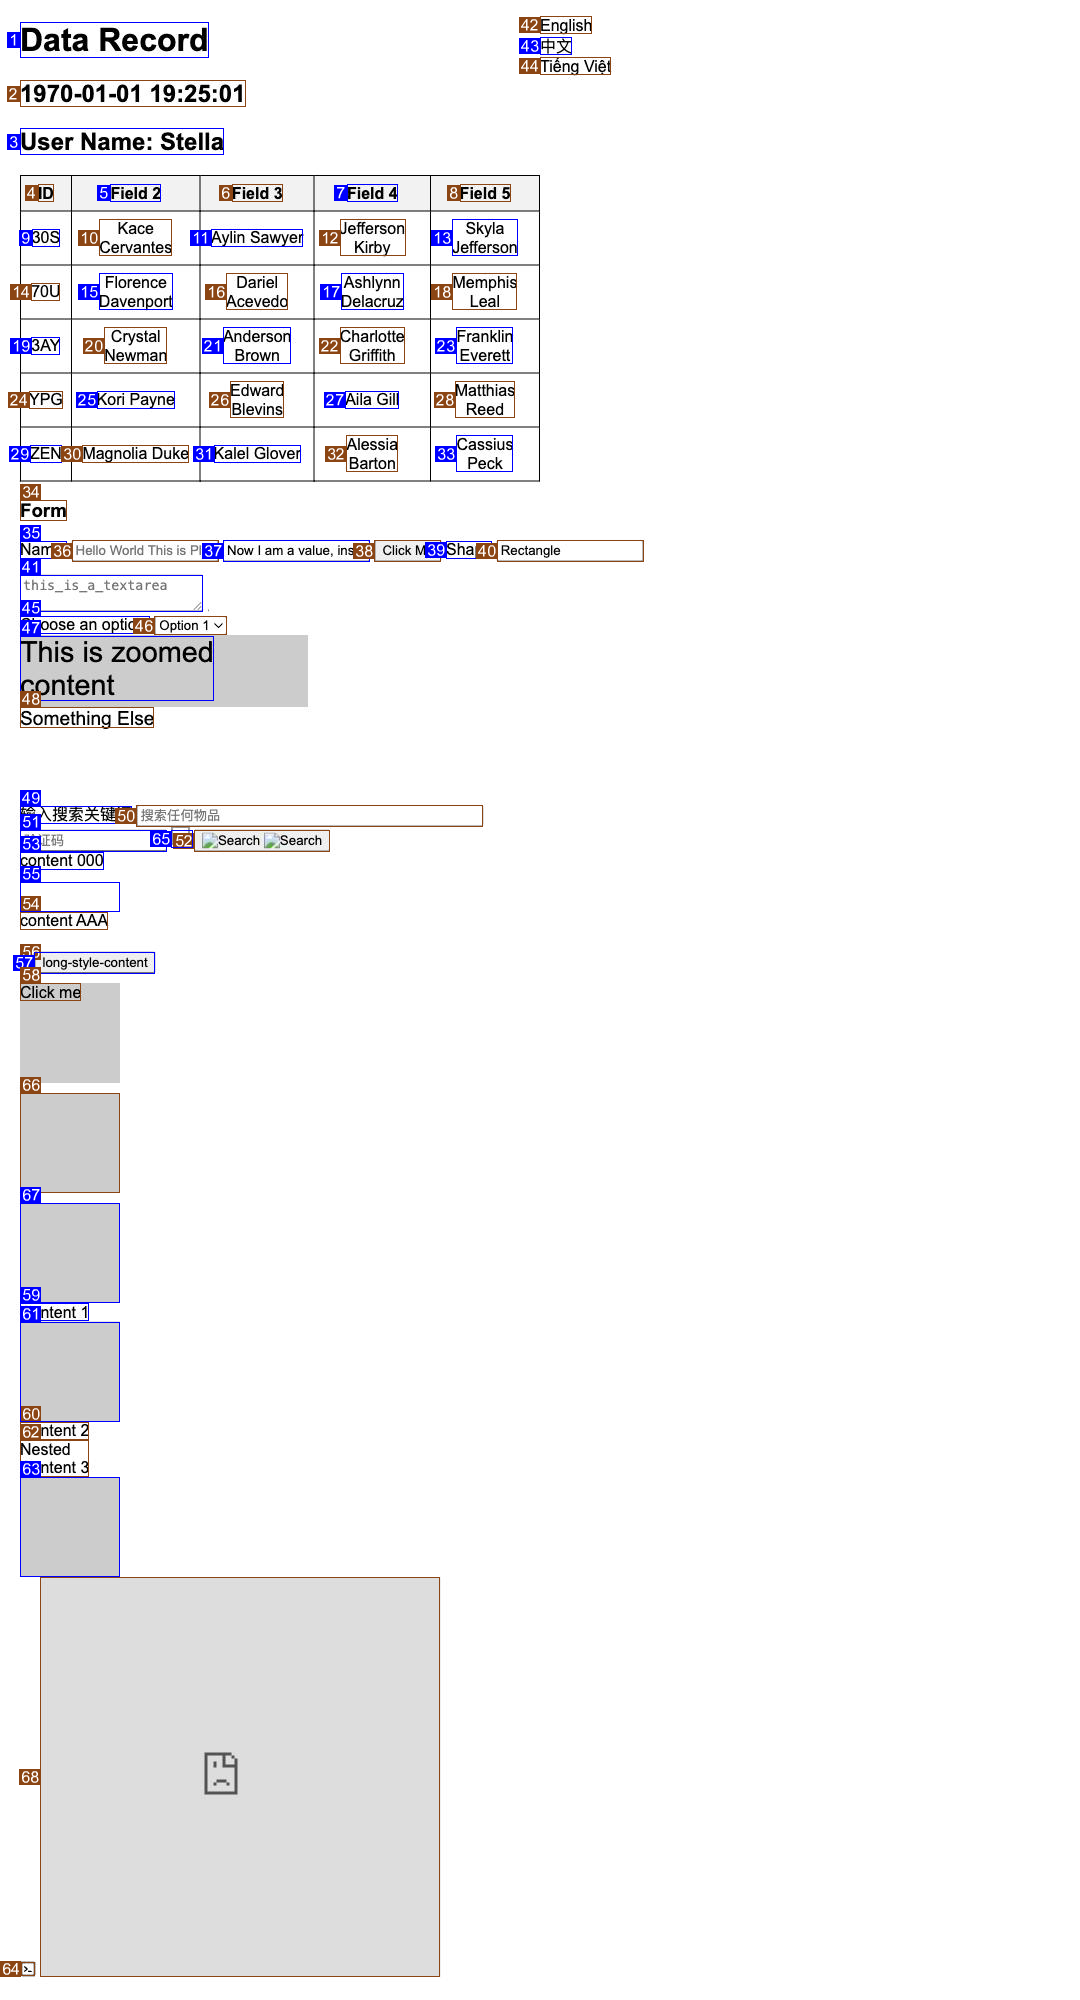 1 Data Record
42 English
43 中文
44 Tiếng Việt
2 1970-01-01 19:25:01
3 User Name: Stella
4 ID 5 Field 2 6 Field 3 7 Field 4 8 Field 5
9 30S 10 Kace Cervantes 11 Aylin Sawyer 12 Jefferson Kirby 13 Skyla Jefferson
14 70U 15 Florence Davenport 16 Dariel Acevedo 17 Ashlynn Delacruz 18 Memphis Leal
19 3AY 20 Crystal Newman 21 Anderson Brown 22 Charlotte Griffith 23 Franklin Everett
24 YPG 25 Kori Payne 26 Edward Blevins 27 Aila Gill 28 Matthias Reed
29 ZEN 30 Magnolia Duke 31 Kalel Glover 32 Alessia Barton 33 Cassius Peck
34
Form
35
Nam 36 Hello World This is Pl 37 Now I am a value, ins 38 Click M 39 Sha 40 Rectangle
41
this_is_a_textarea
45
oose an optio 46 Option 1
47
This is zoomed
content
48
Something Else
49
入搜索关键 50 搜索任何物品
51
证码 65 52 Search Search
53
content 000
55
54
content AAA
56
57 long-style-content
58
Click me
66
67
59
ntent 1
61
60
ntent 2
62
Nested
ntent 3
63
68
64